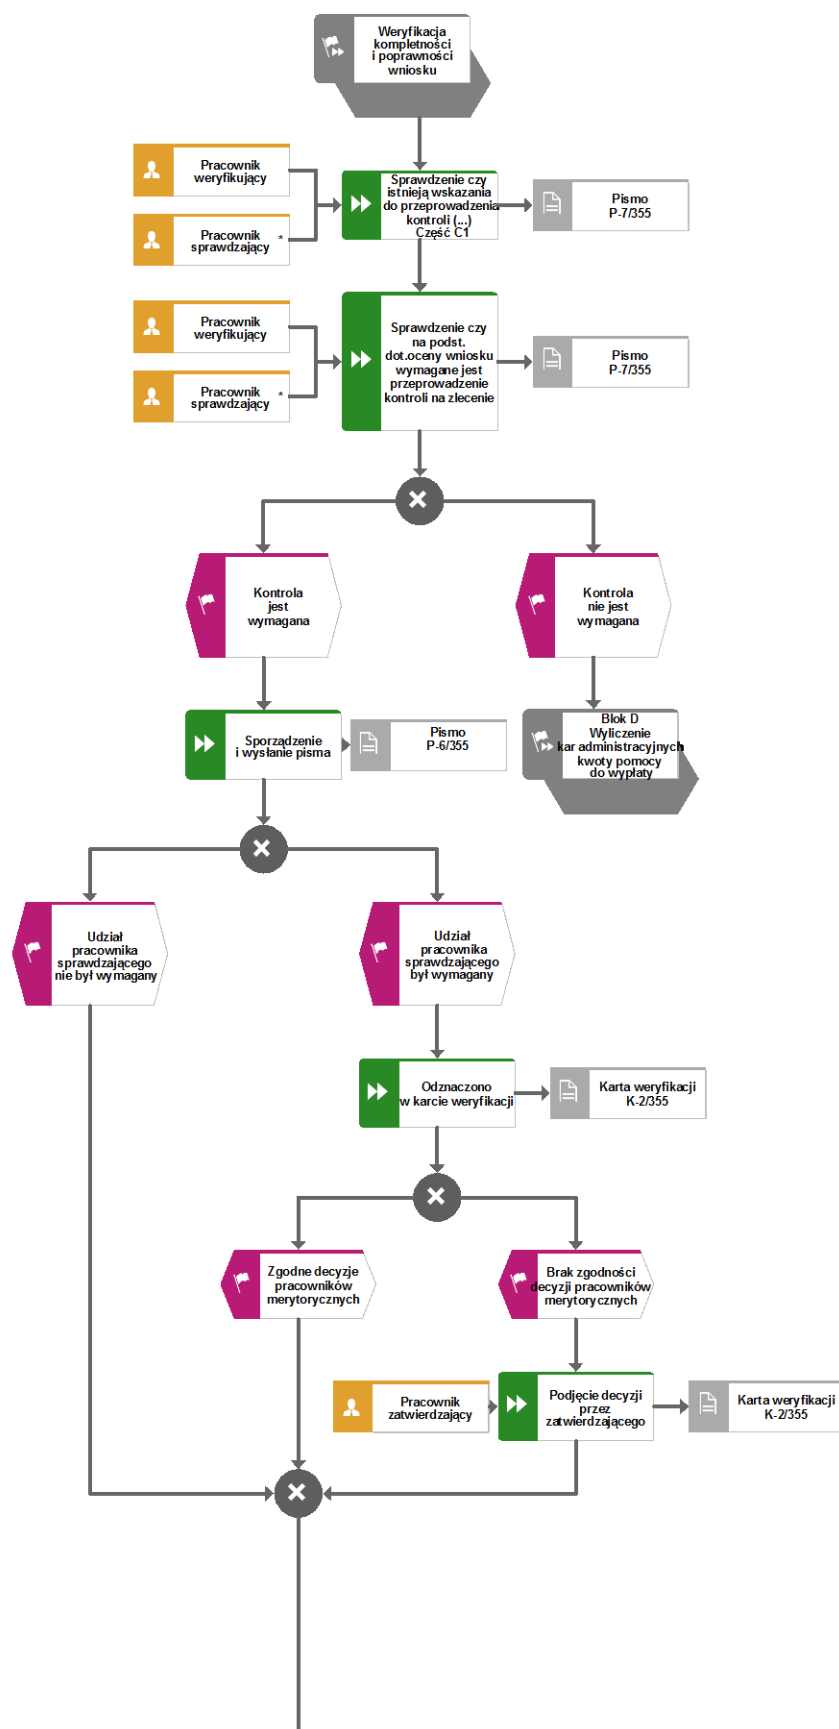 Weryfikacja
kompletności
i poprawności
wniosku
Pracownik
weryfikujący
Pracownik
sprawdzający *
Sprawdzenie czy
istnieją wskazania
do przeprowadzenia
kontroli (...)
Część C1
Pismo
P-7/355
Pracownik
weryfikujący
Pracownik
sprawdzający *
Sprawdzenie czy
na podst.
dot.oceny wniosku
wymagane jest
przeprowadzenie
kontroli na zlecenie
Pismo
P-7/355
Kontrola
jest
wymagana
Kontrola
nie jest
wymagana
Sporządzenie
i wysłanie pisma
Pismo
P-6/355
Blok D
Wyliczenie
kar administracyjnych
kwoty pomocy
do wypłaty
Udział
pracownika
sprawdzającego
nie był wymagany
Udział
pracownika
sprawdzającego
był wymagany
Odznaczono
w karcie weryfikacji
Karta weryfikacji
K-2/355
Zgodne decyzje
pracowników
merytorycznych
Brak zgodności
decyzji pracowników
merytorycznych
Pracownik
zatwierdzający
Podjęcie decyzji
przez
zatwierdzającego
Karta weryfikacji
K-2/355